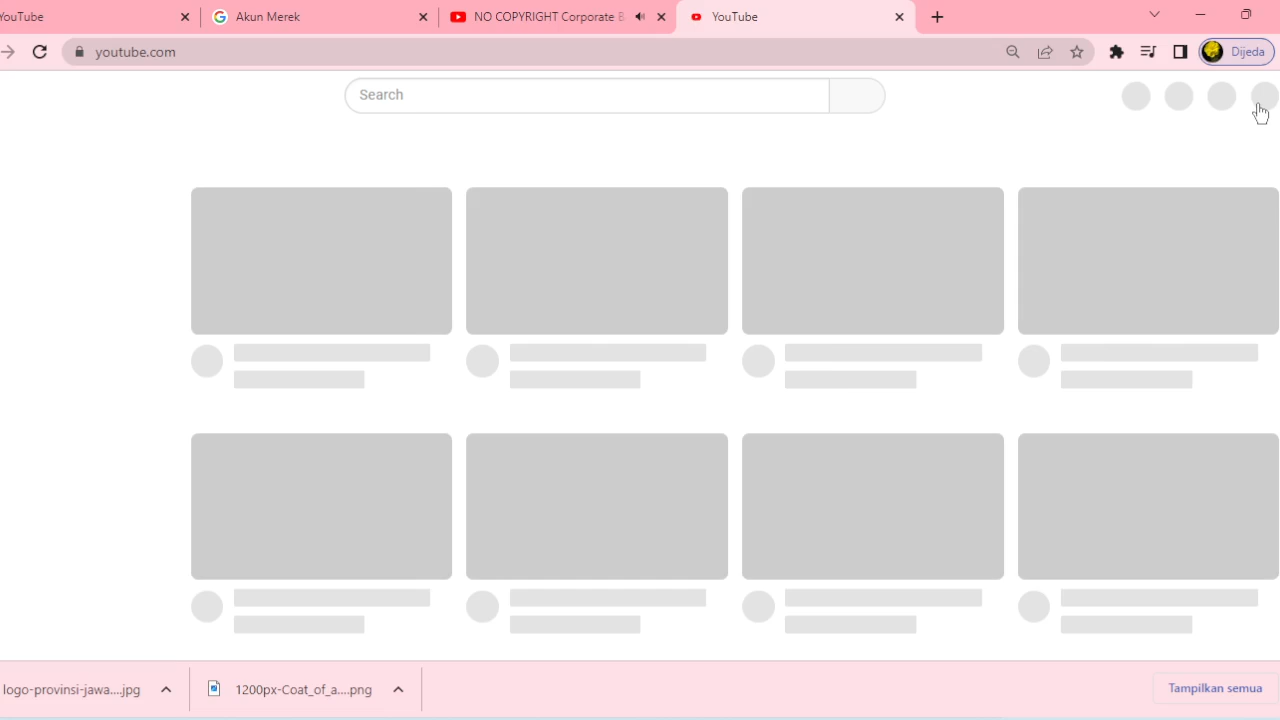 YouTube
Akun Merek
NO COPYRIGHT Corporate B
YouTube
youtube.com
Dijeda
Search
logo-provinsi-jawa....jpg
1200px-Coat_of_a....png
Tampilkan semua